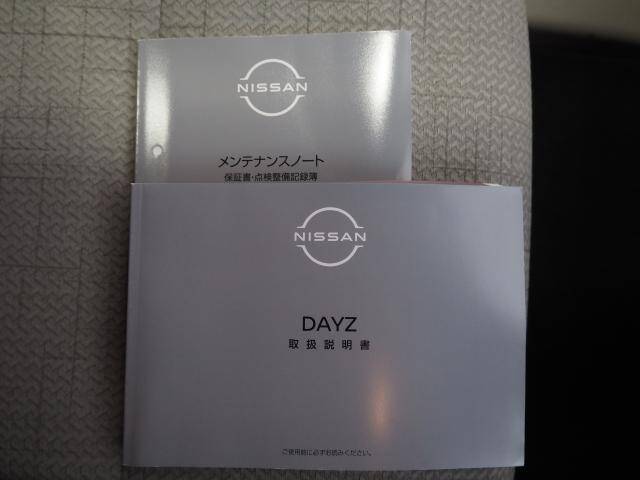 NISSAN
メンテナンスノート
保証書・点検整備記録簿
NISSAN
DAYZ
取扱説明書
ご使用前に必ずお読みください。